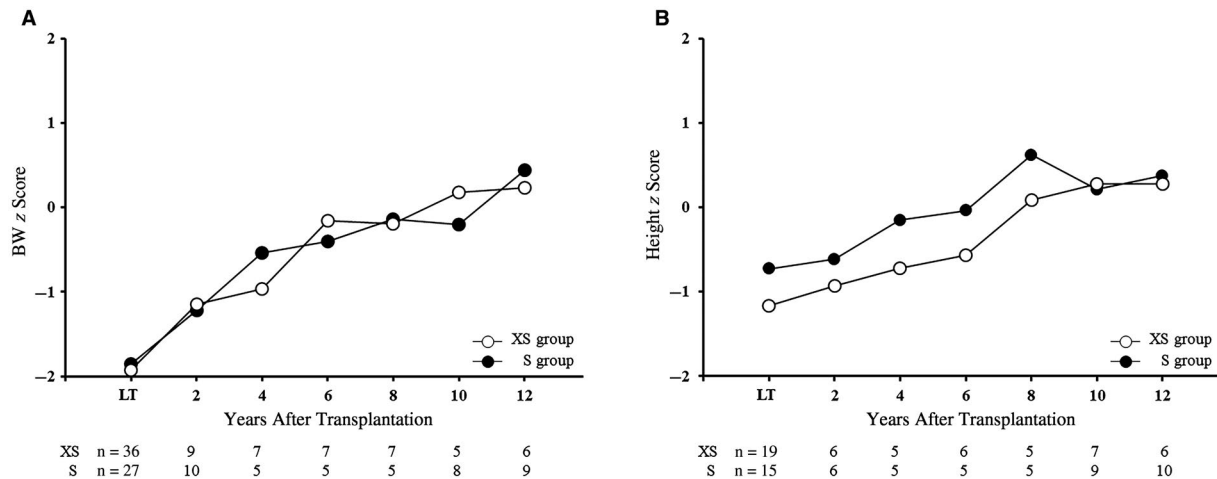 A
2
1
0
−1
−2
BW z Score
XS group
S group
LT 2 4 6 8 10 12
Years After Transplantation
XS n = 36 9 7 7 7 5 6
S n = 27 10 5 5 5 8 9
B
2
1
0
−1
−2
Height z Score
XS group
S group
LT 2 4 6 8 10 12
Years After Transplantation
XS n = 19 6 5 6 5 7 6
S n = 15 6 5 5 5 9 10